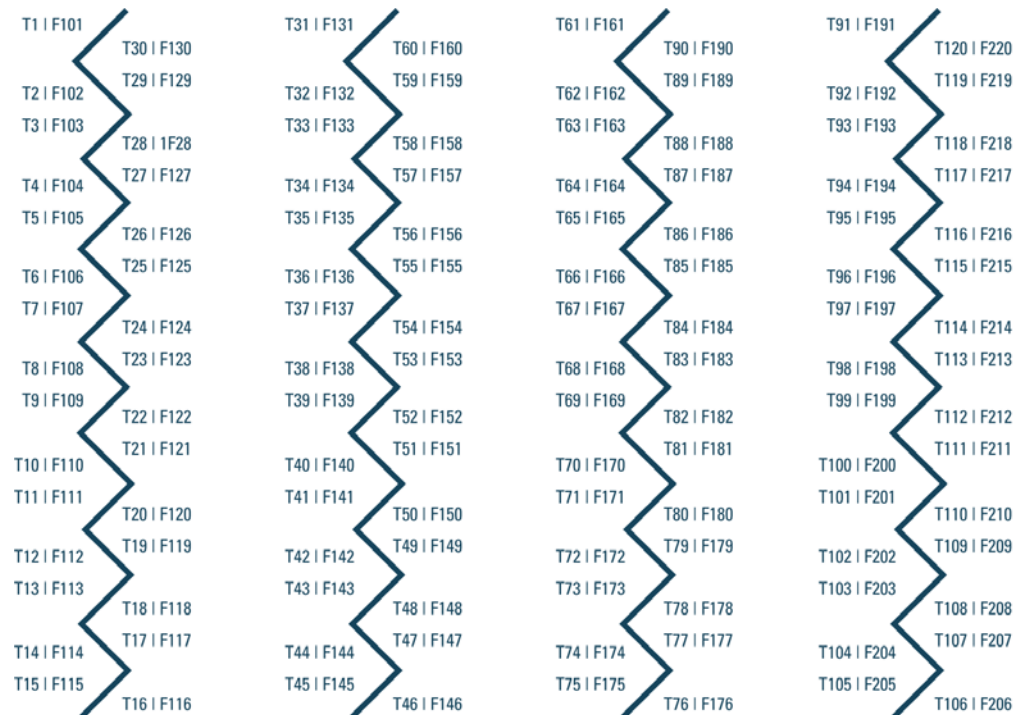 T1 | F101
T2 | F102
T3 | F103
T4 | F104
T5 | F105
T6 | F106
T7 | F107
T8 | F108
T9 | F109
T10 | F110
T11 | F111
T12 | F112
T13 | F113
T14 | F114
T15 | F115
T30 | F130
T29 | F129
T28 | 1F28
T27 | F127
T26 | F126
T25 | F125
T24 | F124
T23 | F123
T22 | F122
T21 | F121
T20 | F120
T19 | F119
T18 | F118
T17 | F117
T16 | F116
T31 | F131
T32 | F132
T33 | F133
T34 | F134
T35 | F135
T36 | F136
T37 | F137
T38 | F138
T39 | F139
T40 | F140
T41 | F141
T42 | F142
T43 | F143
T44 | F144
T45 | F145
T60 | F160
T59 | F159
T58 | F158
T57 | F157
T56 | F156
T55 | F155
T54 | F154
T53 | F153
T52 | F152
T51 | F151
T50 | F150
T49 | F149
T48 | F148
T47 | F147
T46 | F146
T61 | F161
T62 | F162
T63 | F163
T64 | F164
T65 | F165
T66 | F166
T67 | F167
T68 | F168
T69 | F169
T70 | F170
T71 | F171
T72 | F172
T73 | F173
T74 | F174
T75 | F175
T90 | F190
T89 | F189
T88 | F188
T87 | F187
T86 | F186
T85 | F185
T84 | F184
T83 | F183
T82 | F182
T81 | F181
T80 | F180
T79 | F179
T78 | F178
T77 | F177
T76 | F176
T91 | F191
T92 | F192
T93 | F193
T94 | F194
T95 | F195
T96 | F196
T97 | F197
T98 | F198
T99 | F199
T100 | F200
T101 | F201
T102 | F202
T103 | F203
T104 | F204
T105 | F205
T120 | F220
T119 | F219
T118 | F218
T117 | F217
T116 | F216
T115 | F215
T114 | F214
T113 | F213
T112 | F212
T111 | F211
T110 | F210
T109 | F209
T108 | F208
T107 | F207
T106 | F206